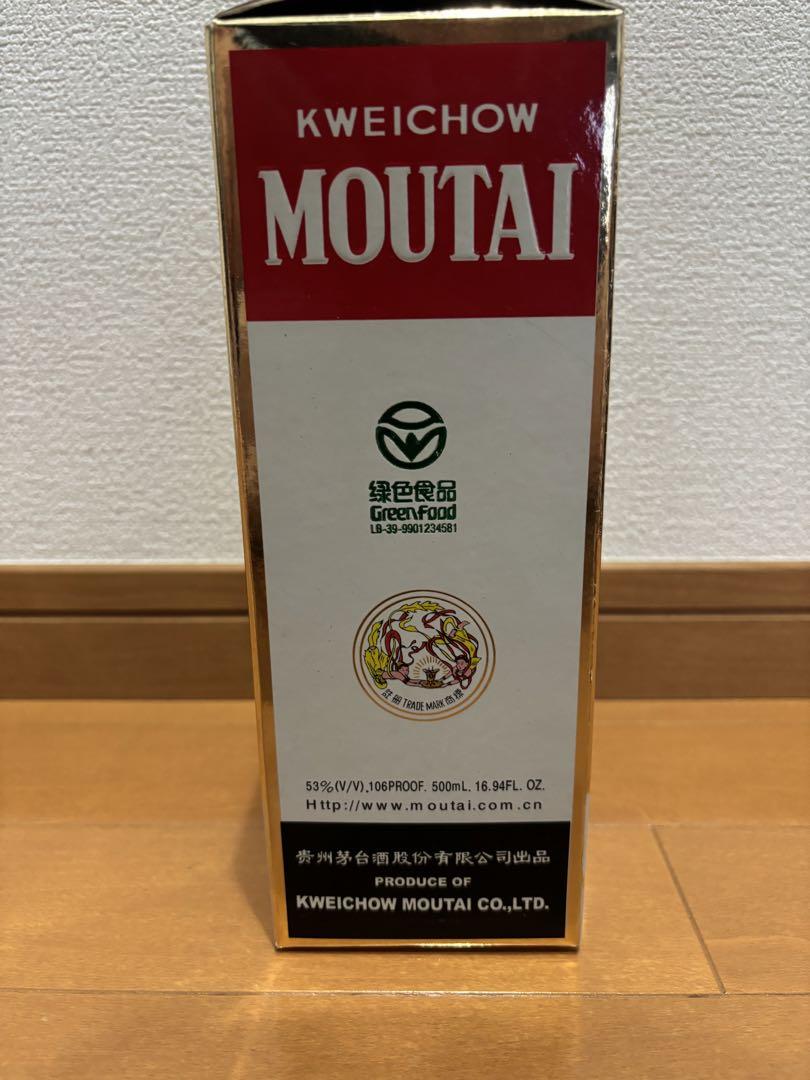 KWEICHOW
MOUTAI
绿色食品
GreenFood
LB-39-9901234581
註册 TRADE MARK 商標
53%(V/V),106PROOF. 500mL. 16.94FL. OZ.
Http://www.moutai.com.cn
贵州茅台酒股份有限公司出品
PRODUCE OF
KWEICHOW MOUTAI CO.,LTD.